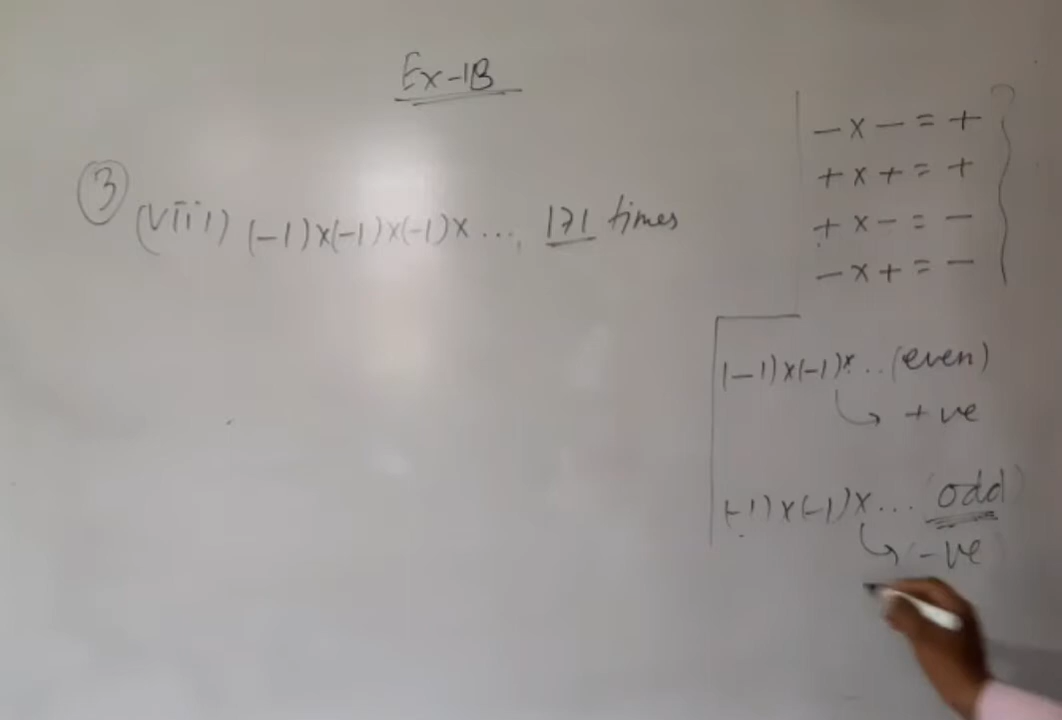 Ex-1B
3 (viii) (-1)x(-1)x(-1)x ... 171 times
- x - = +
+ x + = +
+ x - = -
- x + = -
(-1)x(-1)x .. (even)
+ve
(-1)x(-1)x ... (odd)
(-ve)